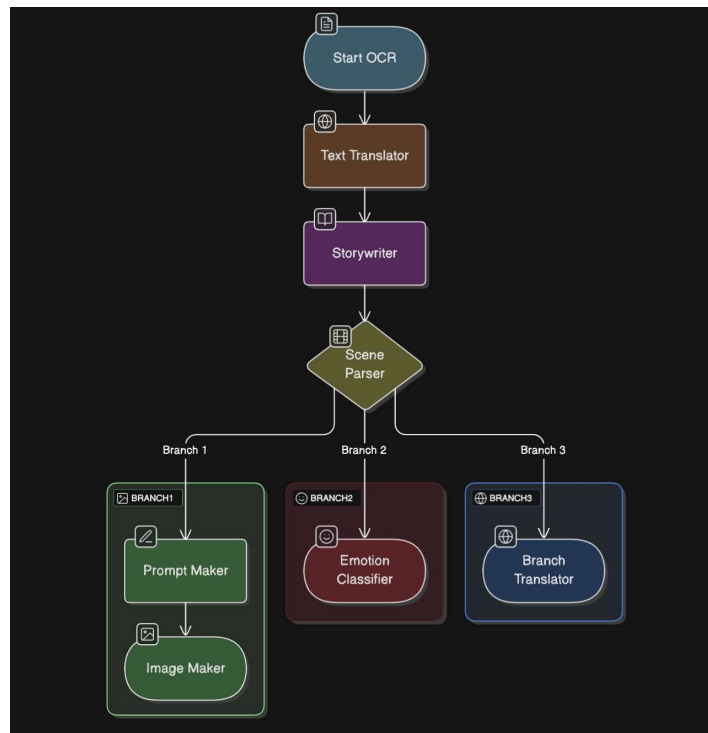 Start OCR
Text Translator
Storywriter
Scene
Parser
Branch 1
Branch 2
Branch 3
BRANCH1
BRANCH2
BRANCH3
Prompt Maker
Emotion
Classifier
Branch
Translator
Image Maker